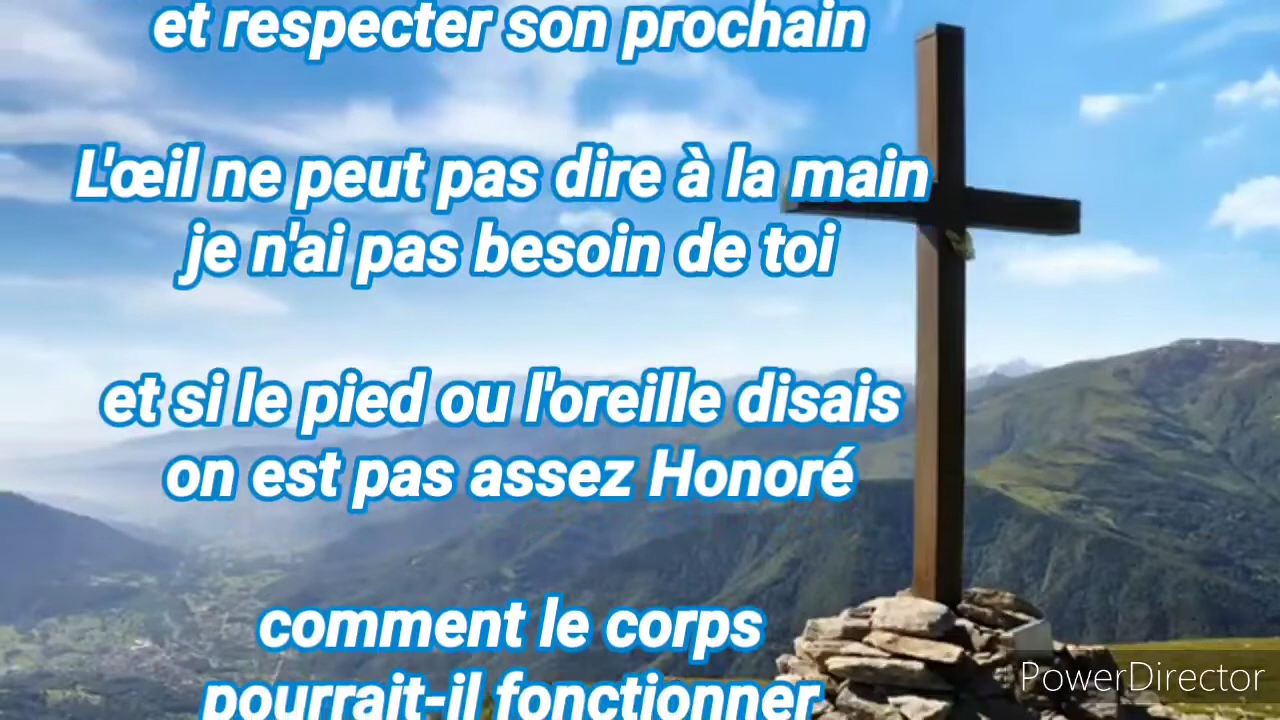 et respecter son prochain
L'œil ne peut pas dire à la main
je n'ai pas besoin de toi
et si le pied ou l'oreille disais
on est pas assez Honoré
comment le corps
pourrait-il fonctionner
PowerDirector